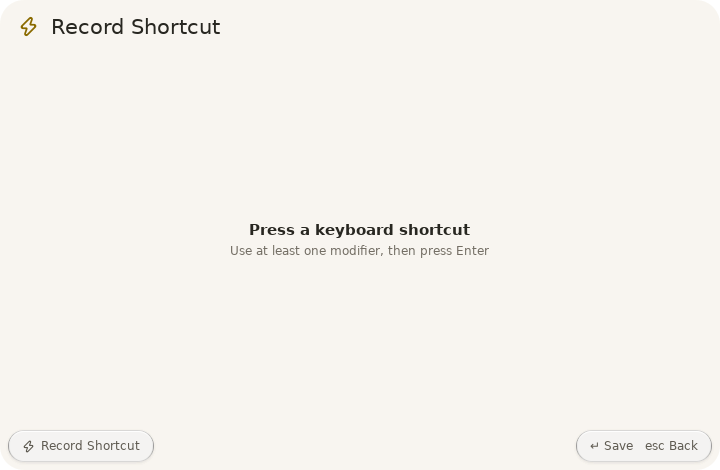 Record Shortcut
Press a keyboard shortcut
Use at least one modifier, then press Enter
Record Shortcut
↵ Save esc Back